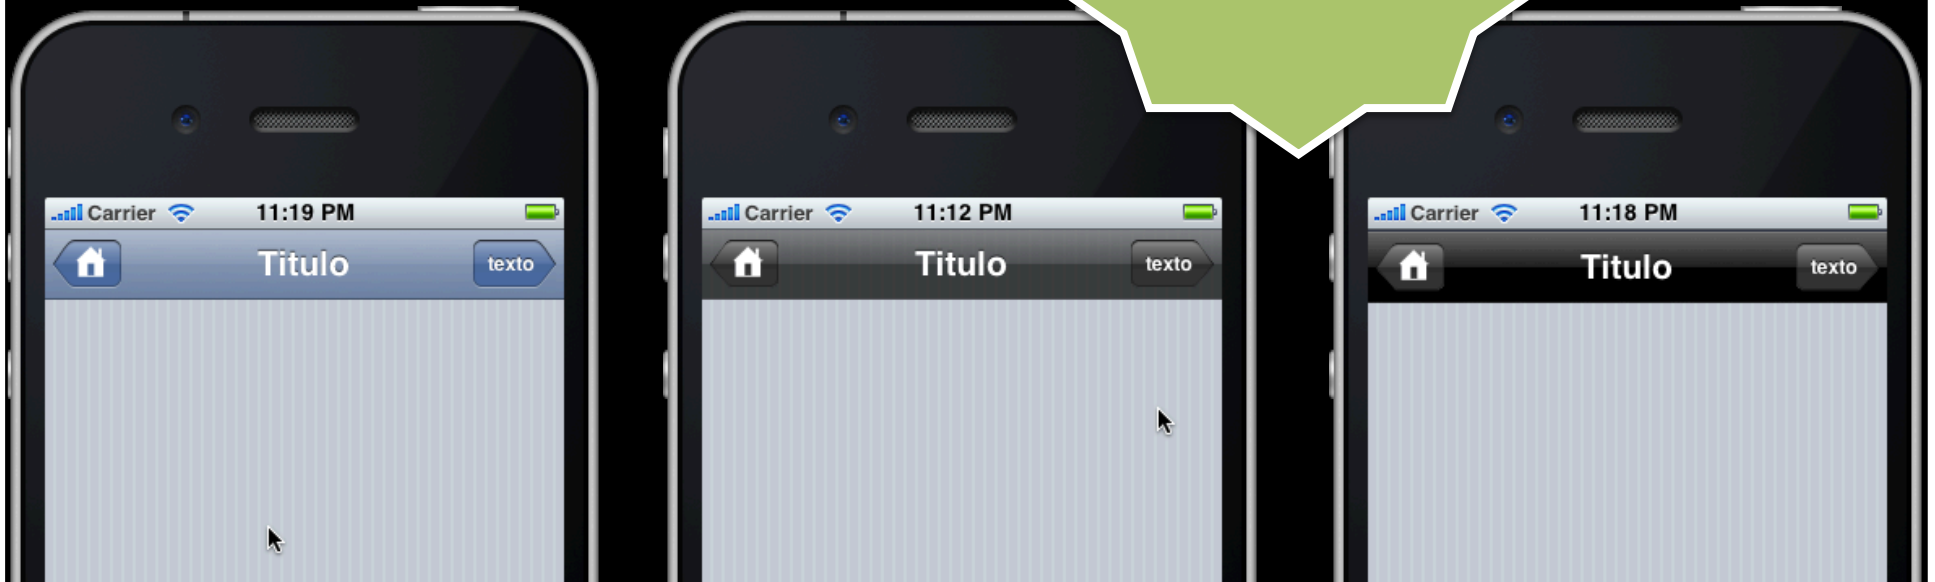 Carrier 11:19 PM
Titulo texto
Carrier 11:12 PM
Titulo texto
Carrier 11:18 PM
Titulo texto